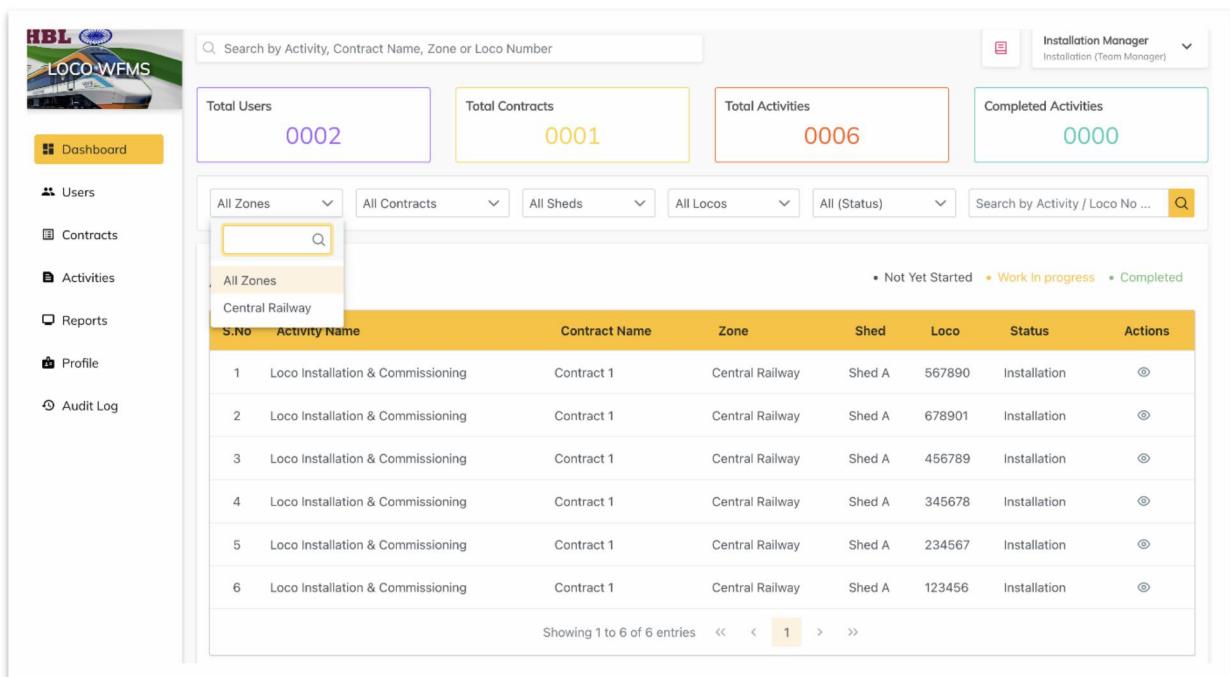 HBL
LOCO WFMS
Search by Activity, Contract Name, Zone or Loco Number
Installation Manager
Installation (Team Manager)
Total Users
0002
Total Contracts
0001
Total Activities
0006
Completed Activities
0000
Dashboard
Users
Contracts
Activities
Reports
Profile
Audit Log
All Zones
All Contracts
All Sheds
All Locos
All (Status)
Search by Activity / Loco No ...
All Zones
Central Railway
• Not Yet Started • Work In progress • Completed
S.No Activity Name Contract Name Zone Shed Loco Status Actions
1 Loco Installation & Commissioning Contract 1 Central Railway Shed A 567890 Installation
2 Loco Installation & Commissioning Contract 1 Central Railway Shed A 678901 Installation
3 Loco Installation & Commissioning Contract 1 Central Railway Shed A 456789 Installation
4 Loco Installation & Commissioning Contract 1 Central Railway Shed A 345678 Installation
5 Loco Installation & Commissioning Contract 1 Central Railway Shed A 234567 Installation
6 Loco Installation & Commissioning Contract 1 Central Railway Shed A 123456 Installation
Showing 1 to 6 of 6 entries << < 1 > >>